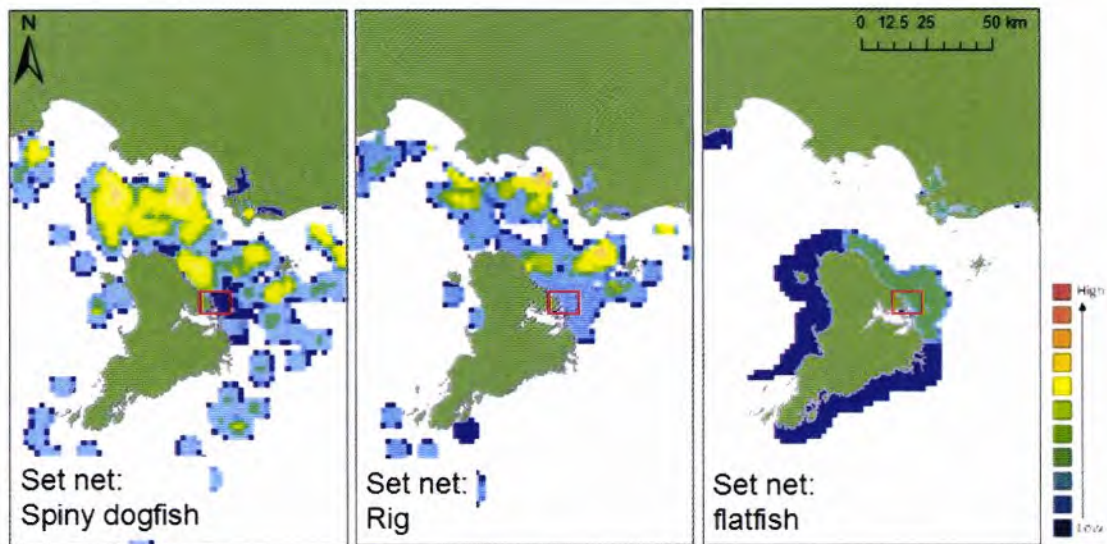 N
0 12.5 25 50 km
High
Low
Set net:
Spiny dogfish
Set net:
Rig
Set net:
flatfish